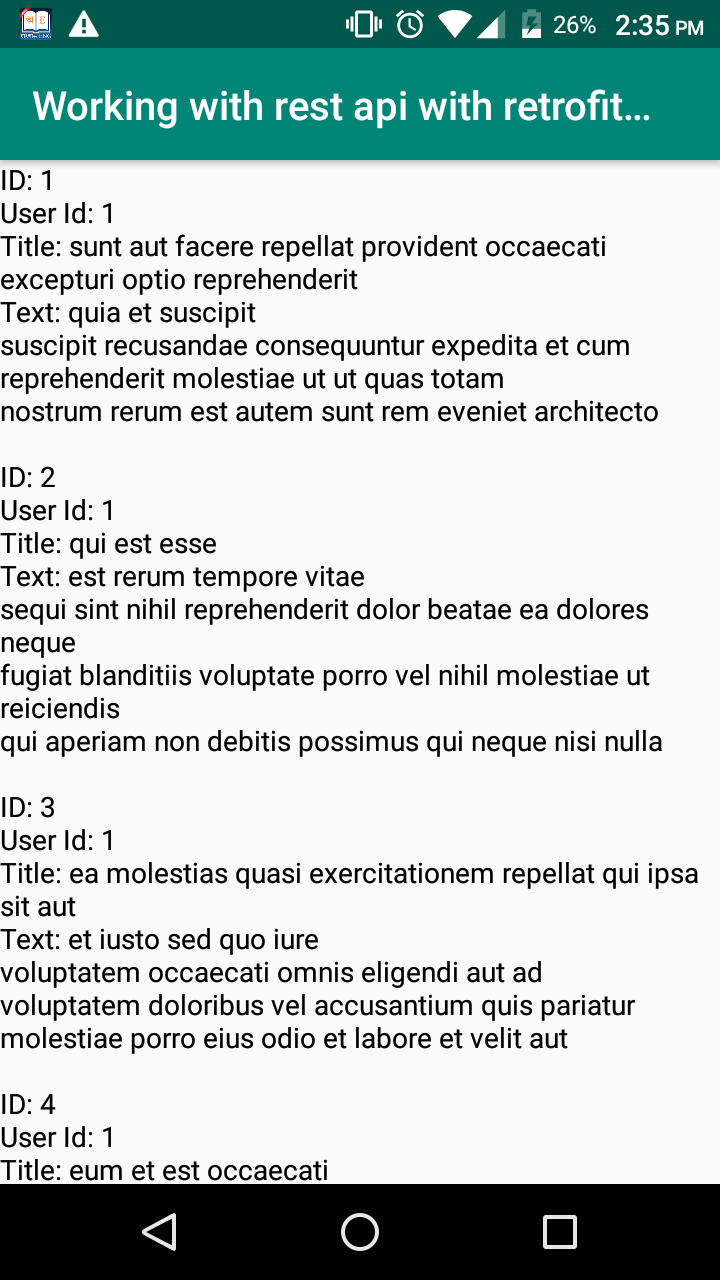 26% 2:35 PM
Working with rest api with retrofit...
ID: 1
User Id: 1
Title: sunt aut facere repellat provident occaecati
excepturi optio reprehenderit
Text: quia et suscipit
suscipit recusandae consequuntur expedita et cum
reprehenderit molestiae ut ut quas totam
nostrum rerum est autem sunt rem eveniet architecto
ID: 2
User Id: 1
Title: qui est esse
Text: est rerum tempore vitae
sequi sint nihil reprehenderit dolor beatae ea dolores
neque
fugiat blanditiis voluptate porro vel nihil molestiae ut
reiciendis
qui aperiam non debitis possimus qui neque nisi nulla
ID: 3
User Id: 1
Title: ea molestias quasi exercitationem repellat qui ipsa
sit aut
Text: et iusto sed quo iure
voluptatem occaecati omnis eligendi aut ad
voluptatem doloribus vel accusantium quis pariatur
molestiae porro eius odio et labore et velit aut
ID: 4
User Id: 1
Title: eum et est occaecati